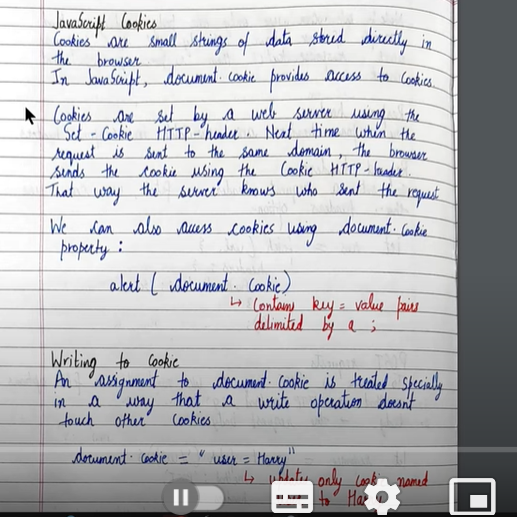 JavaScript Cookies
Cookies are small strings of data stored directly in
the browser
In JavaScript, document.cookie provides access to Cookies.
Cookies are set by a web server using the
Set-Cookie HTTP-header. Next time when the
request is sent to the same domain, the browser
sends the cookie using the Cookie HTTP-header.
That way the server knows who sent the request
We can also access cookies using document.cookie
property :
alert ( document.cookie)
↳ Contain key = value pairs
delimited by a ;
Writing to Cookie
An assignment to document.cookie is treated specially
in a way that a write operation doesnt
touch other Cookies
document.cookie = "user = Harry"
↳ updates only cookie named
to Harry